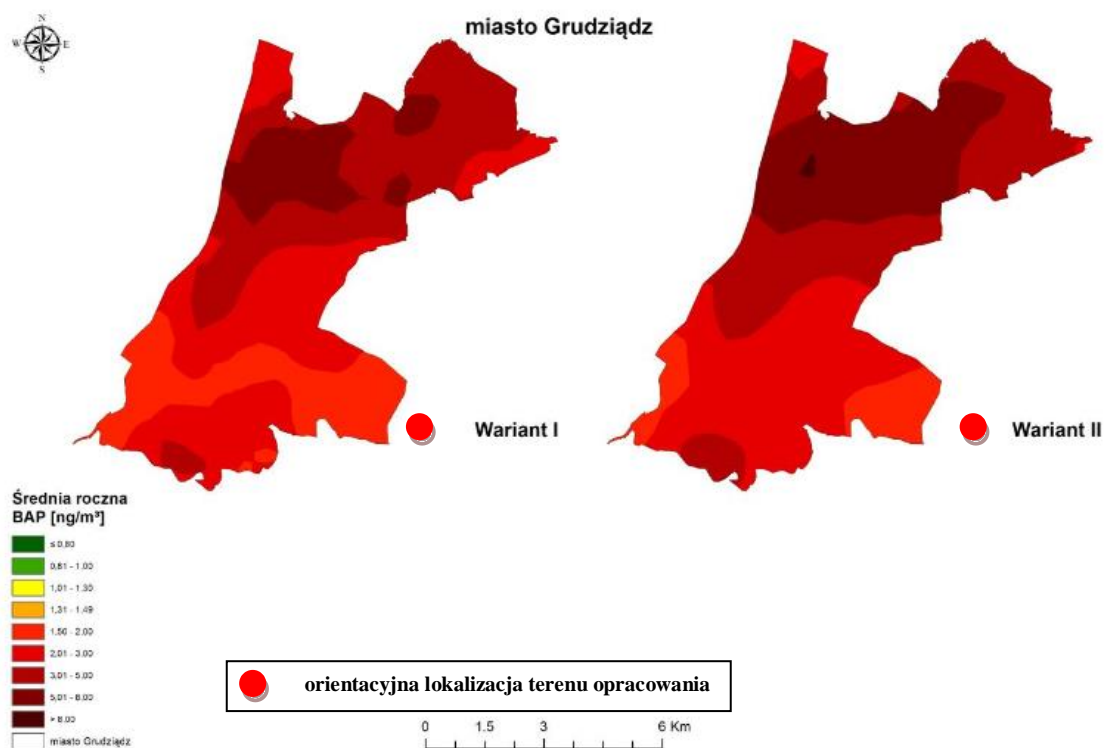 miasto Grudziądz
N
W E
S
Wariant I
Wariant II
Średnia roczna
BAP [ng/m³]
≤ 0,80
0,81 - 1,00
1,01 - 1,30
1,31 - 1,49
1,50 - 2,00
2,01 - 3,00
3,01 - 5,00
5,01 - 8,00
> 8,00
miasto Grudziądz
orientacyjna lokalizacja terenu opracowania
0 1.5 3 6 Km